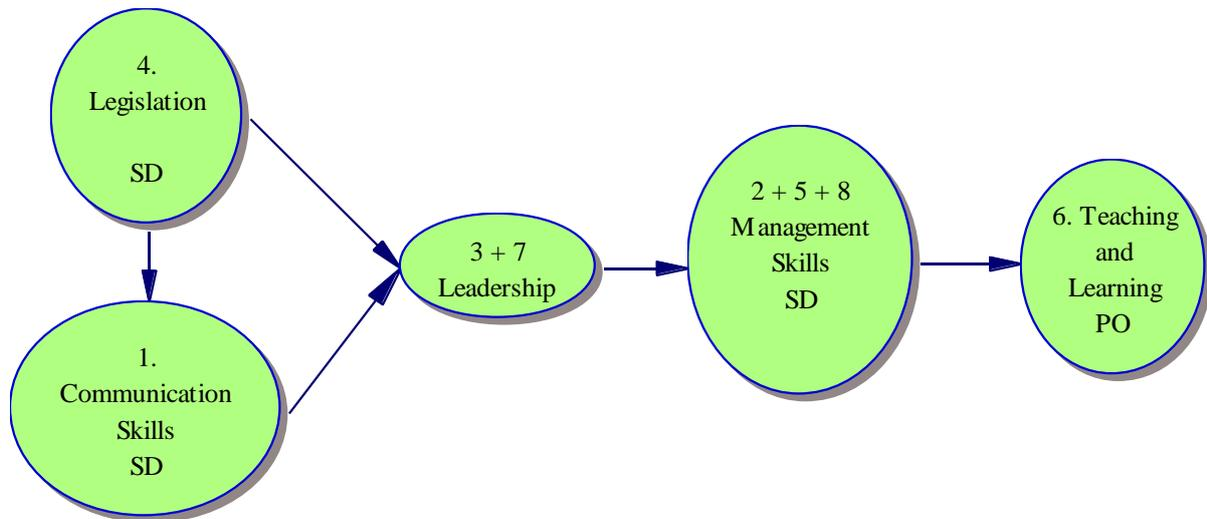 4.
Legislation
SD
1.
Communication
Skills
SD
3 + 7
Leadership
2 + 5 + 8
Management
Skills
SD
6. Teaching
and
Learning
PO